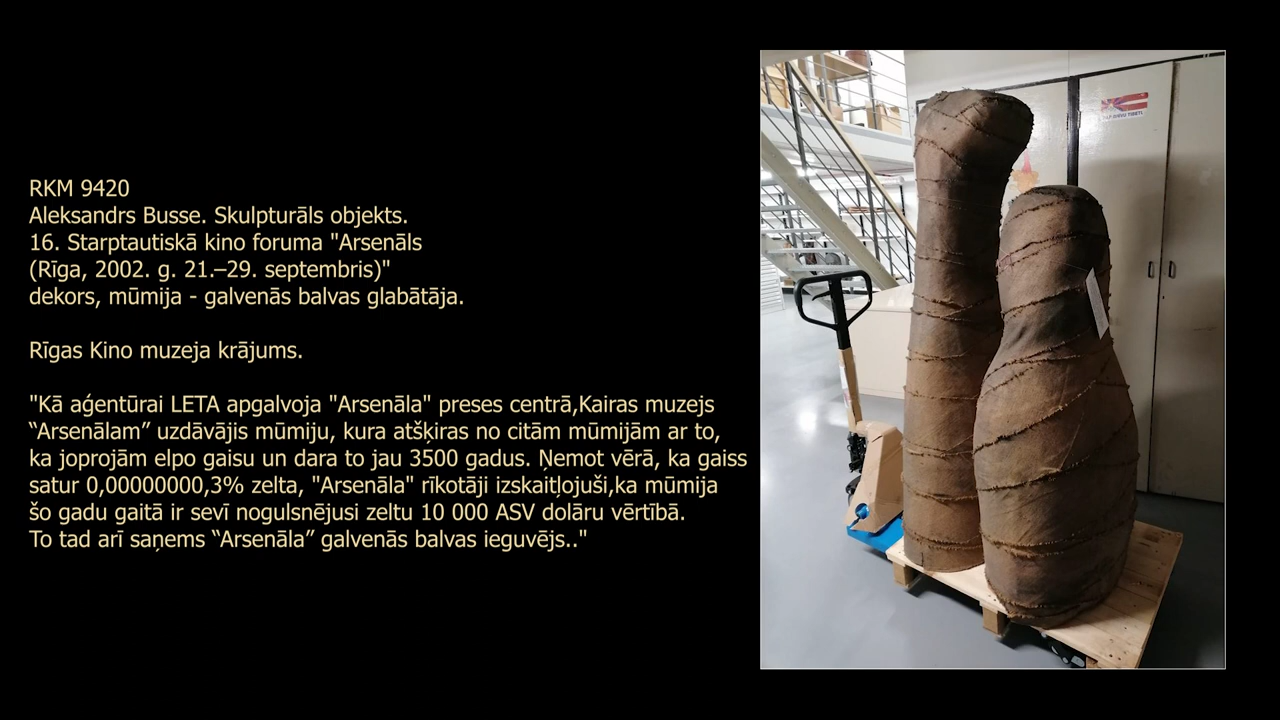 RKM 9420
Aleksandrs Busse. Skulpturāls objekts.
16. Starptautiskā kino foruma "Arsenāls
(Rīga, 2002. g. 21.–29. septembris)"
dekors, mūmija - galvenās balvas glabātāja.
Rīgas Kino muzeja krājums.
"Kā aģentūrai LETA apgalvoja "Arsenāla" preses centrā,Kairas muzejs
“Arsenālam” uzdāvājis mūmiju, kura atšķiras no citām mūmijām ar to,
ka joprojām elpo gaisu un dara to jau 3500 gadus. Ņemot vērā, ka gaiss
satur 0,00000000,3% zelta, "Arsenāla" rīkotāji izskaitļojuši,ka mūmija
šo gadu gaitā ir sevī nogulsnējusi zeltu 10 000 ASV dolāru vērtībā.
To tad arī saņems “Arsenāla” galvenās balvas ieguvējs.."